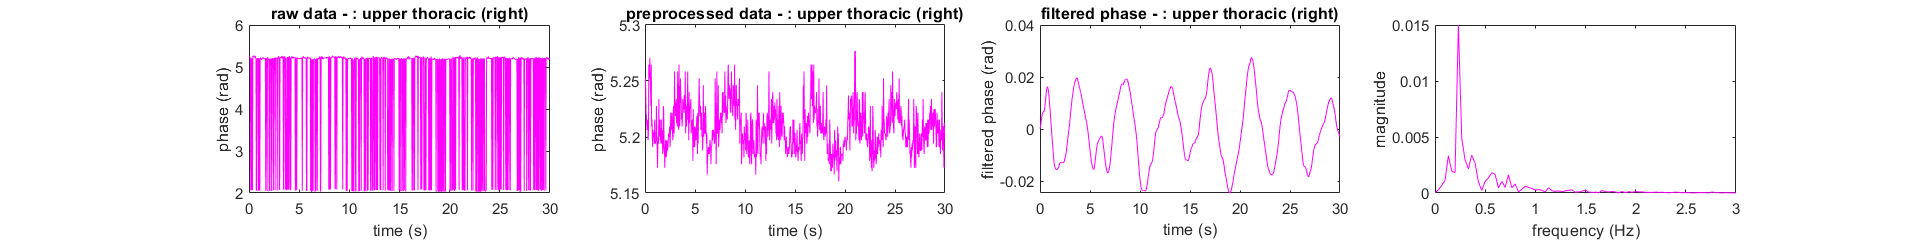 raw data - : upper thoracic (right)
phase (rad)
6
5
4
3
2
0 5 10 15 20 25 30
time (s)
preprocessed data - : upper thoracic (right)
phase (rad)
5.3
5.25
5.2
5.15
0 5 10 15 20 25 30
time (s)
filtered phase - : upper thoracic (right)
filtered phase (rad)
0.04
0.02
0
-0.02
0 5 10 15 20 25 30
time (s)
magnitude
0.015
0.01
0.005
0
0 0.5 1 1.5 2 2.5 3
frequency (Hz)